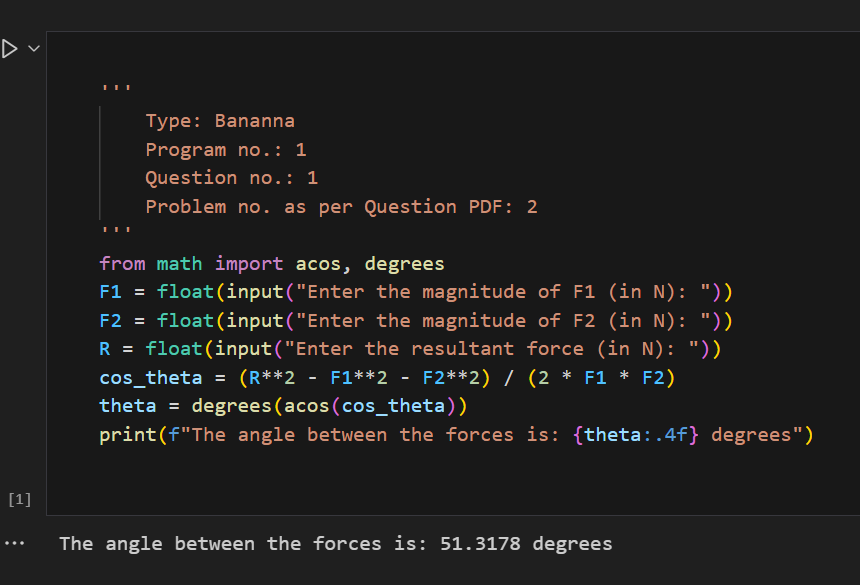 '''
    Type: Bananna
    Program no.: 1
    Question no.: 1
    Problem no. as per Question PDF: 2
'''
from math import acos, degrees
F1 = float(input("Enter the magnitude of F1 (in N): "))
F2 = float(input("Enter the magnitude of F2 (in N): "))
R = float(input("Enter the resultant force (in N): "))
cos_theta = (R**2 - F1**2 - F2**2) / (2 * F1 * F2)
theta = degrees(acos(cos_theta))
print(f"The angle between the forces is: {theta:.4f} degrees")
[1]
... The angle between the forces is: 51.3178 degrees